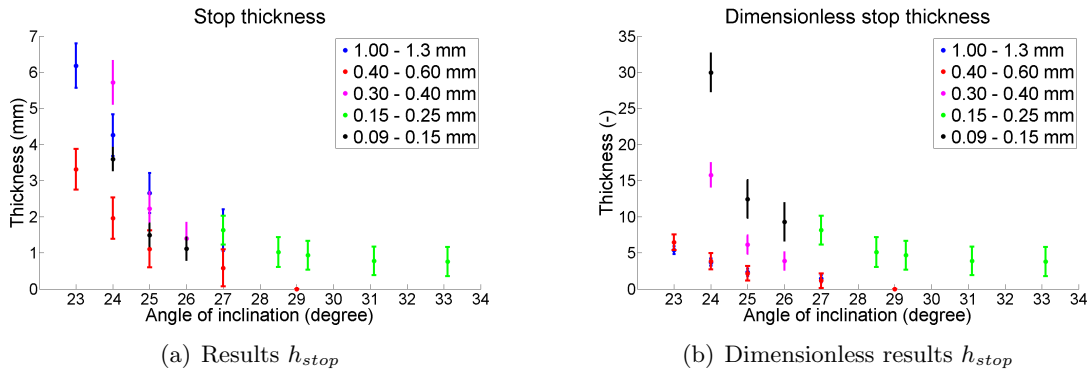 Stop thickness
7
6
5
4
3
2
1
0
Thickness (mm)
1.00 - 1.3 mm
0.40 - 0.60 mm
0.30 - 0.40 mm
0.15 - 0.25 mm
0.09 - 0.15 mm
23 24 25 26 27 28 29 30 31 32 33 34
Angle of inclination (degree)
(a) Results h_stop
Dimensionless stop thickness
35
30
25
20
15
10
5
0
Thickness (-)
1.00 - 1.3 mm
0.40 - 0.60 mm
0.30 - 0.40 mm
0.15 - 0.25 mm
0.09 - 0.15 mm
23 24 25 26 27 28 29 30 31 32 33 34
Angle of inclination (degree)
(b) Dimensionless results h_stop